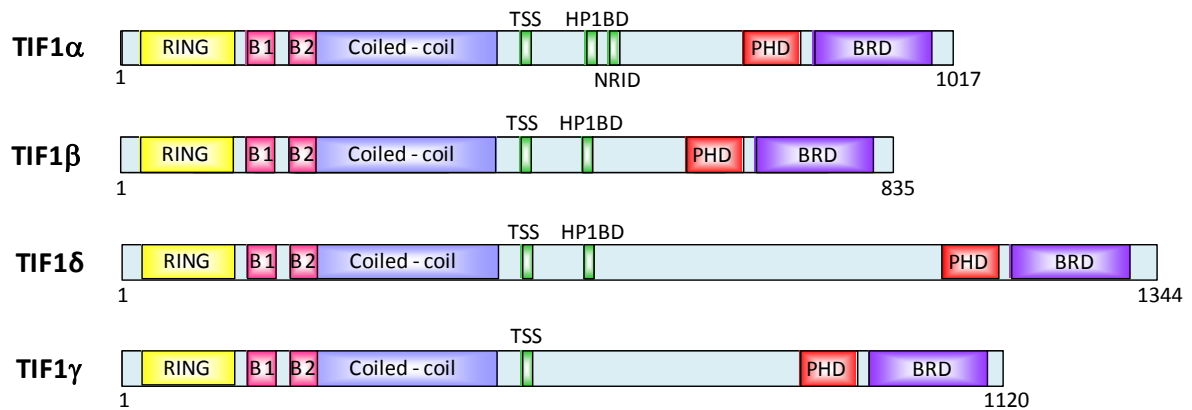 TSS HP1BD
TIF1α RING B1 B2 Coiled - coil PHD BRD
1 NRID 1017
TSS HP1BD
TIF1β RING B1 B2 Coiled - coil PHD BRD
1 835
TSS HP1BD
TIF1δ RING B1 B2 Coiled - coil PHD BRD
1 1344
TSS
TIF1γ RING B1 B2 Coiled - coil PHD BRD
1 1120